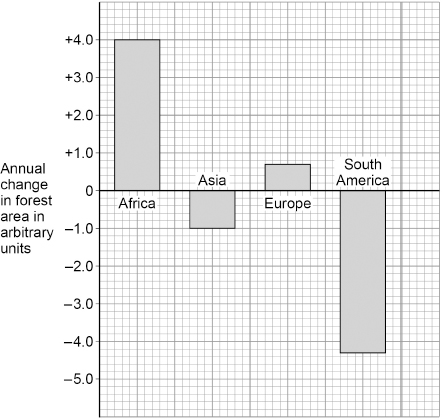 +4.0
+3.0
+2.0
+1.0
0
−1.0
−2.0
−3.0
−4.0
−5.0
Annual
change
in forest
area in
arbitrary
units
Africa
Asia
Europe
South
America